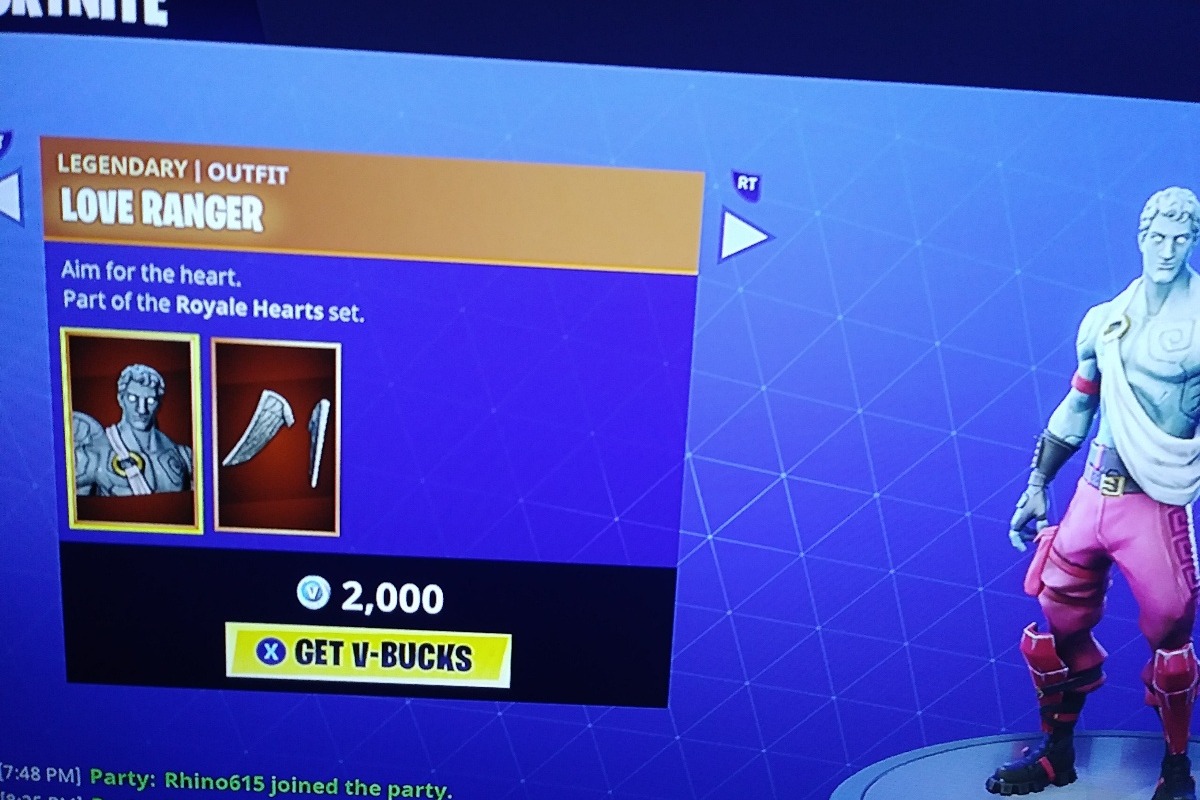 LEGENDARY | OUTFIT
RT
LOVE RANGER
Aim for the heart.
Part of the Royale Hearts set.
V 2,000
X GET V-BUCKS
[7:48 PM] Party: Rhino615 joined the party.